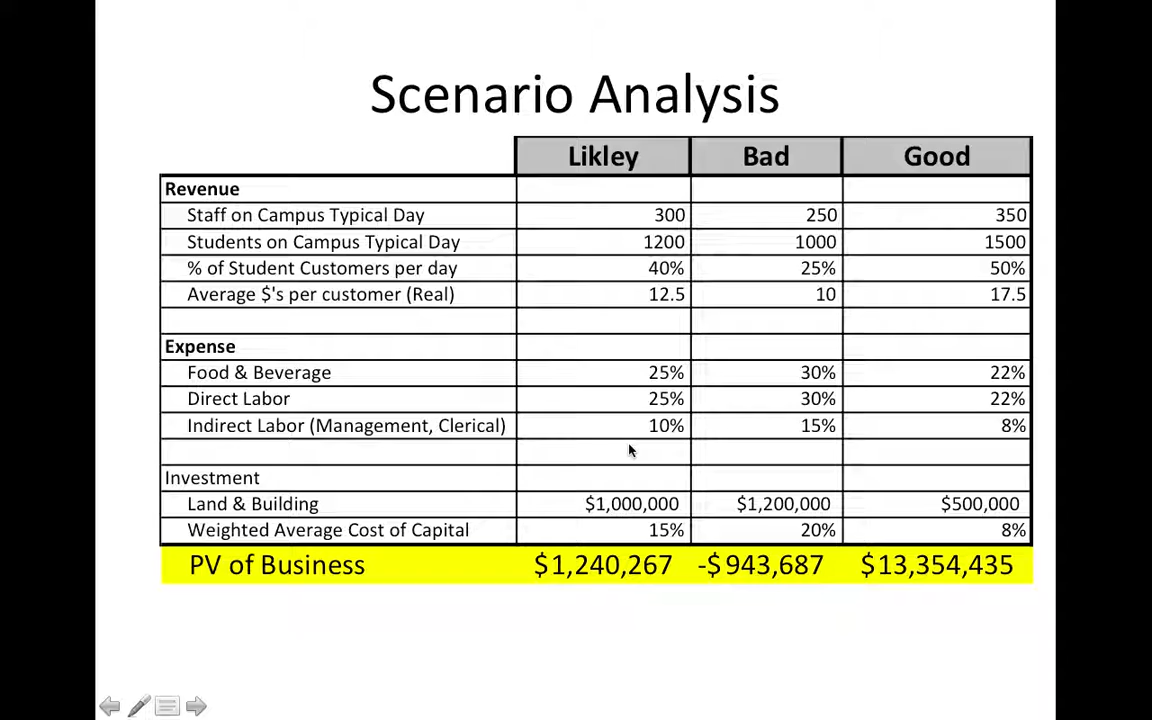 Scenario Analysis
Likley Bad Good
Revenue
Staff on Campus Typical Day 300 250 350
Students on Campus Typical Day 1200 1000 1500
% of Student Customers per day 40% 25% 50%
Average $'s per customer (Real) 12.5 10 17.5
Expense
Food & Beverage 25% 30% 22%
Direct Labor 25% 30% 22%
Indirect Labor (Management, Clerical) 10% 15% 8%
Investment
Land & Building $1,000,000 $1,200,000 $500,000
Weighted Average Cost of Capital 15% 20% 8%
PV of Business $1,240,267 -$943,687 $13,354,435